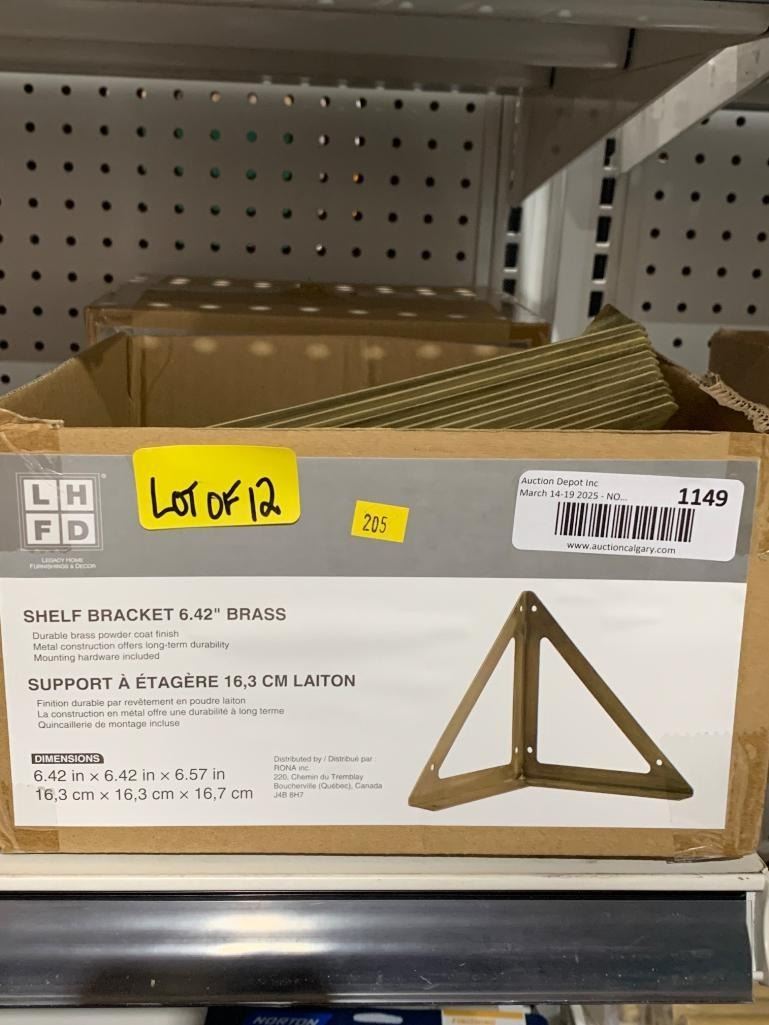 L H
F D
LEGACY HOME
FURNISHINGS & DECOR
LOT OF 12
205
Auction Depot Inc
March 14-19 2025 - NO...
1149
www.auctioncalgary.com
SHELF BRACKET 6.42" BRASS
Durable brass powder coat finish
Metal construction offers long-term durability
Mounting hardware included
SUPPORT À ÉTAGÈRE 16,3 CM LAITON
Finition durable par revêtement en poudre laiton
La construction en métal offre une durabilité à long terme
Quincaillerie de montage incluse
DIMENSIONS
6.42 in × 6.42 in × 6.57 in
16,3 cm × 16,3 cm × 16,7 cm
Distributed by / Distribué par :
RONA inc.
220, Chemin du Tremblay
Boucherville (Québec), Canada
J4B 8H7
NORTON